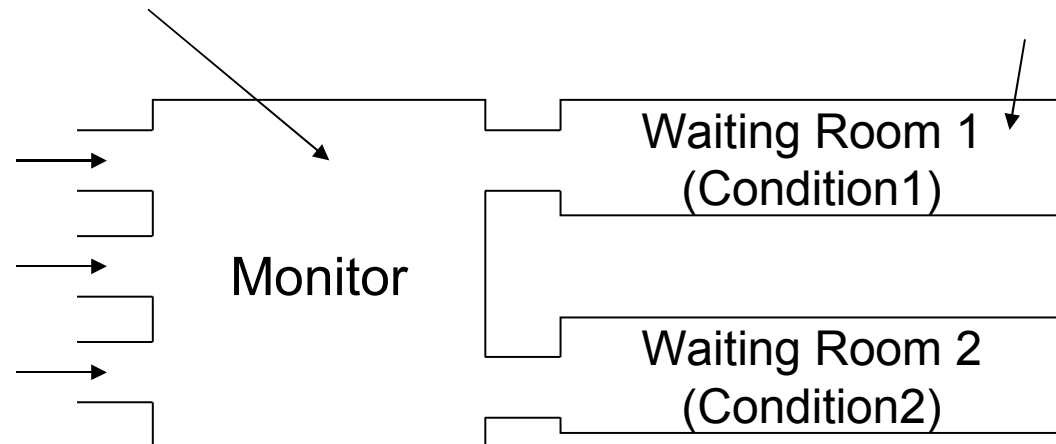 Waiting Room 1
(Condition1)
Monitor
Waiting Room 2
(Condition2)